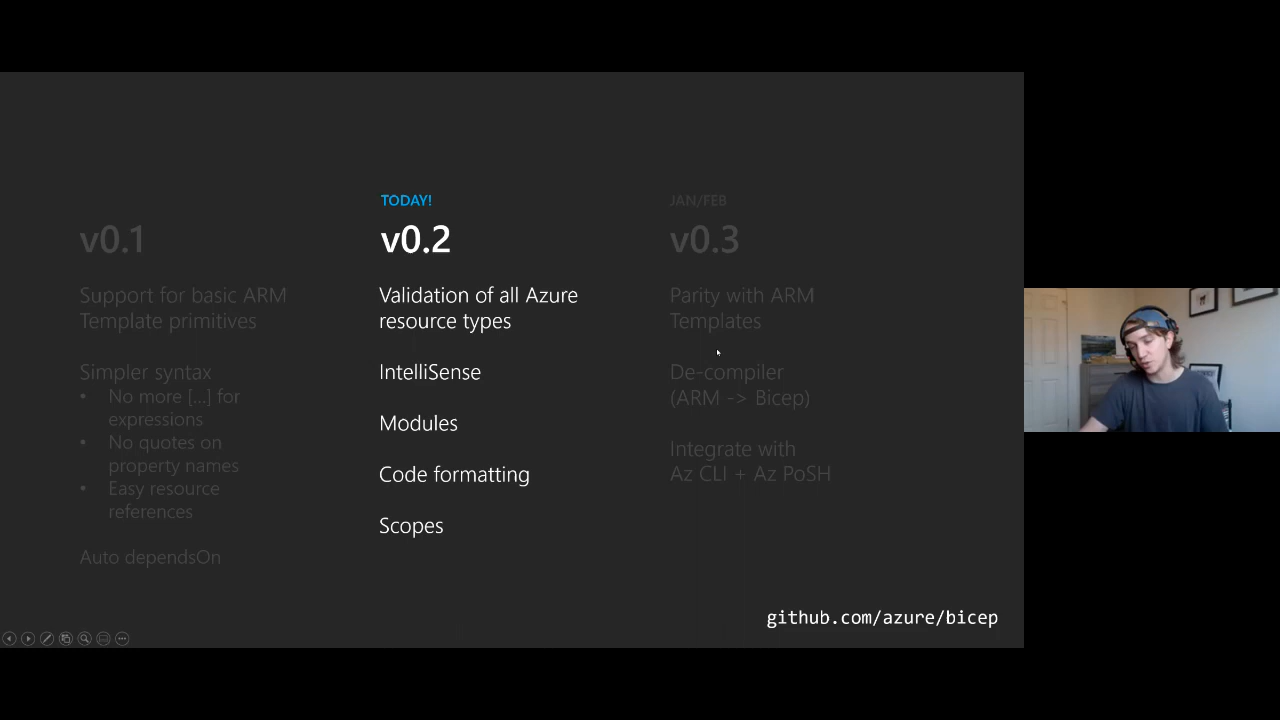 v0.1
Support for basic ARM
Template primitives
Simpler syntax
• No more [...] for
expressions
• No quotes on
property names
• Easy resource
references
Auto dependsOn
TODAY!
v0.2
Validation of all Azure
resource types
IntelliSense
Modules
Code formatting
Scopes
JAN/FEB
v0.3
Parity with ARM
Templates
De-compiler
(ARM -> Bicep)
Integrate with
Az CLI + Az PoSH
github.com/azure/bicep